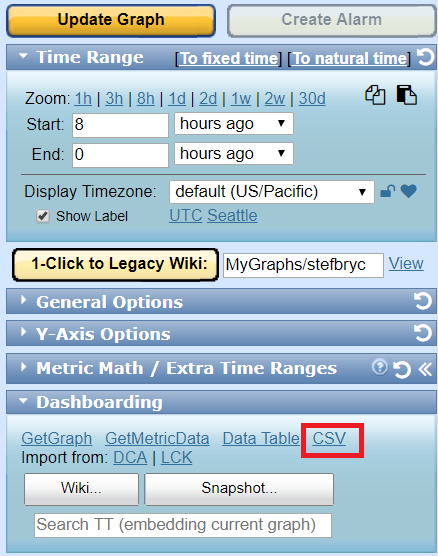 Update Graph Create Alarm
Time Range [To fixed time] [To natural time]
Zoom: 1h | 3h | 8h | 1d | 2d | 1w | 2w | 30d
Start: 8 hours ago
End: 0 hours ago
Display Timezone: default (US/Pacific)
Show Label UTC Seattle
1-Click to Legacy Wiki: MyGraphs/stefbryc View
General Options
Y-Axis Options
Metric Math / Extra Time Ranges ?
Dashboarding
GetGraph GetMetricData Data Table CSV
Import from: DCA | LCK
Wiki... Snapshot...
Search TT (embedding current graph)